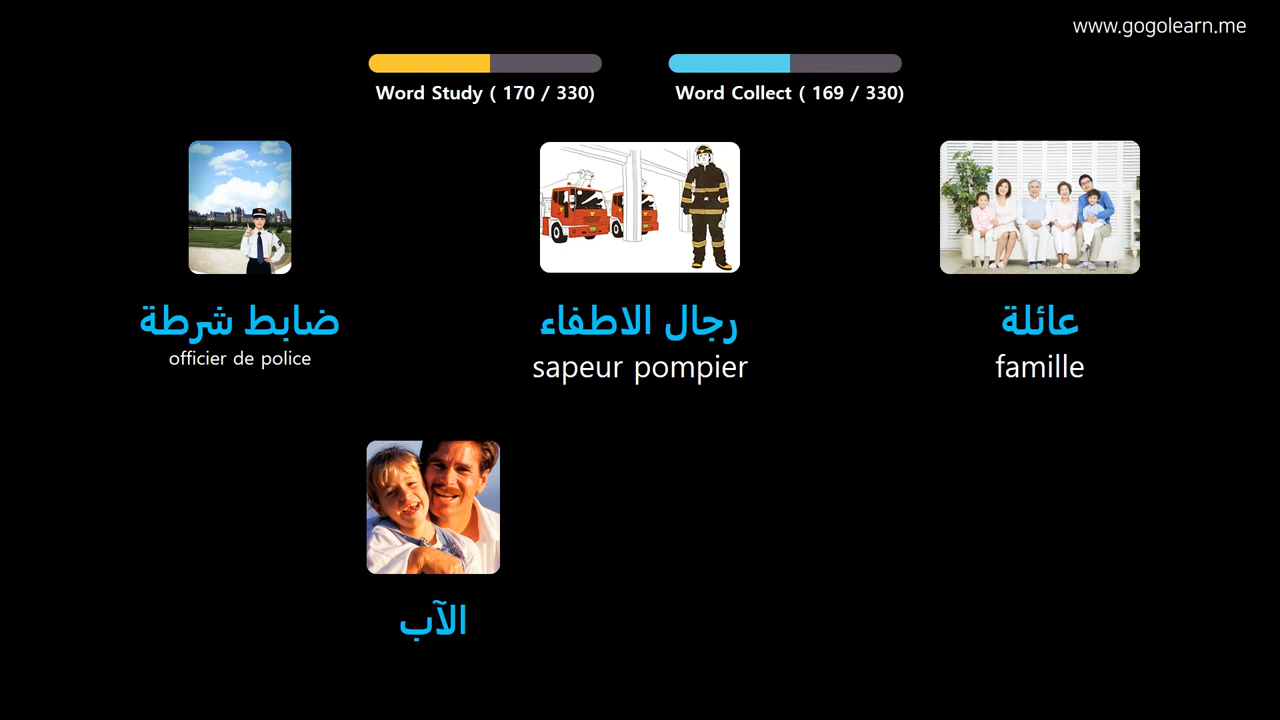 www.gogolearn.me
Word Study ( 170 / 330)
Word Collect ( 169 / 330)
ضابط شرطة
officier de police
رجال الاطفاء
sapeur pompier
عائلة
famille
الآب